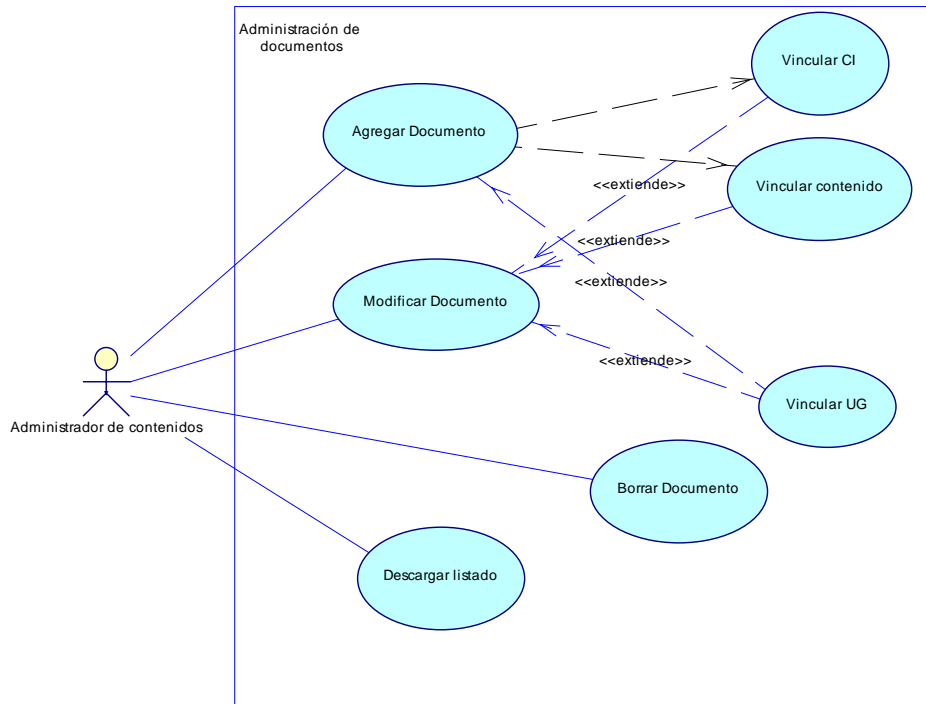 Administración de
documentos
Vincular CI
Agregar Documento
Vincular contenido
<<extiende>>
<<extiende>>
<<extiende>>
Modificar Documento
<<extiende>>
Vincular UG
Administrador de contenidos
Borrar Documento
Descargar listado